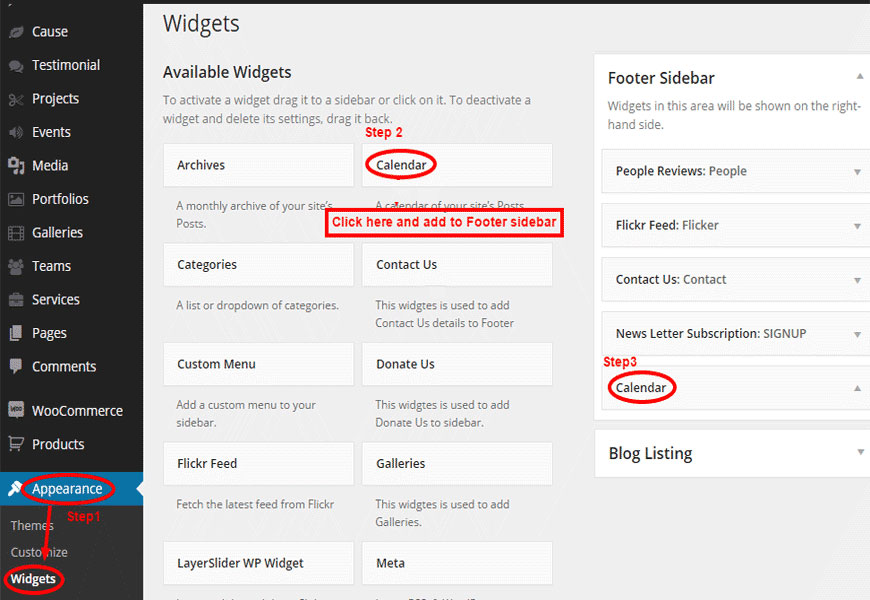 Cause
Testimonial
Projects
Events
Media
Portfolios
Galleries
Teams
Services
Pages
Comments
WooCommerce
Products
Appearance
Step1
Themes
Customize
Widgets
Widgets
Available Widgets
To activate a widget drag it to a sidebar or click on it. To deactivate a
widget and delete its settings, drag it back.
Step 2
Archives
A monthly archive of your site's
Posts.
Calendar
A calendar of your site's Posts.
Click here and add to Footer sidebar
Categories
A list or dropdown of categories.
Contact Us
This widgtes is used to add
Contact Us details to Footer
Custom Menu
Add a custom menu to your
sidebar.
Donate Us
This widgtes is used to add
Donate Us to sidebar.
Flickr Feed
Fetch the latest feed from Flickr
Galleries
This widgtes is used to add
Galleries.
LayerSlider WP Widget
Meta
Footer Sidebar
Widgets in this area will be shown on the right-
hand side.
People Reviews: People
Flickr Feed: Flicker
Contact Us: Contact
News Letter Subscription: SIGNUP
Step3
Calendar
Blog Listing